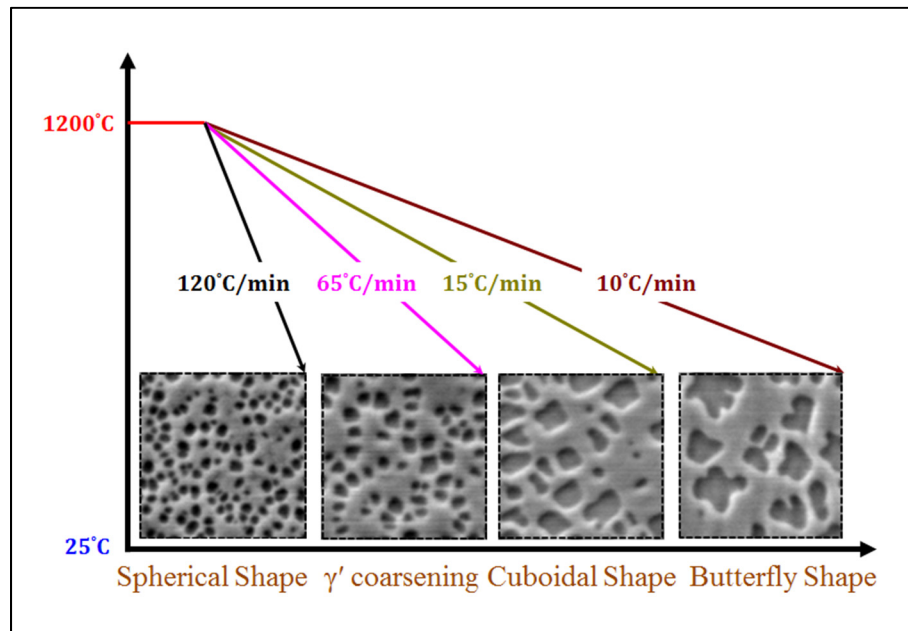 1200°C
120°C/min 65°C/min 15°C/min 10°C/min
25°C
Spherical Shape γ′ coarsening Cuboidal Shape Butterfly Shape